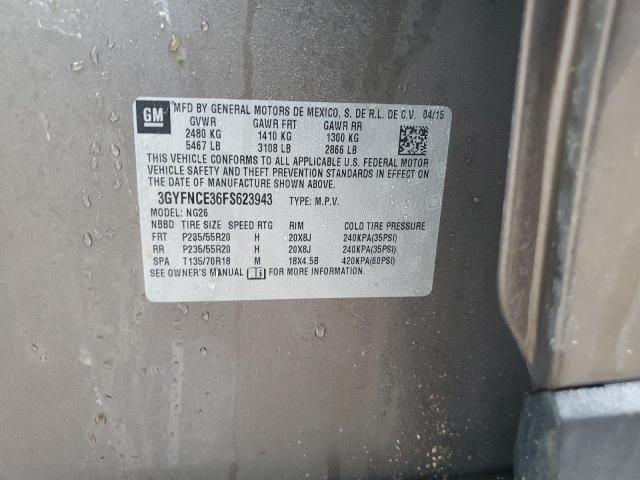 GM
MFD BY GENERAL MOTORS DE MEXICO, S. DE R.L. DE C.V. 04/15
GVWR GAWR FRT GAWR RR
2480 KG 1410 KG 1300 KG
5467 LB 3108 LB 2866 LB
THIS VEHICLE CONFORMS TO ALL APPLICABLE U.S. FEDERAL MOTOR
VEHICLE SAFETY AND THEFT PREVENTION STANDARDS IN EFFECT ON THE
DATE OF MANUFACTURE SHOWN ABOVE.
3GYFNCE36FS623943 TYPE: M.P.V.
MODEL: NG26
NBBD TIRE SIZE SPEED RTG RIM COLD TIRE PRESSURE
FRT P235/55R20 H 20X8J 240KPA(35PSI)
RR P235/55R20 H 20X8J 240KPA(35PSI)
SPA T135/70R18 M 18X4.5B 420KPA(60PSI)
SEE OWNER'S MANUAL FOR MORE INFORMATION.